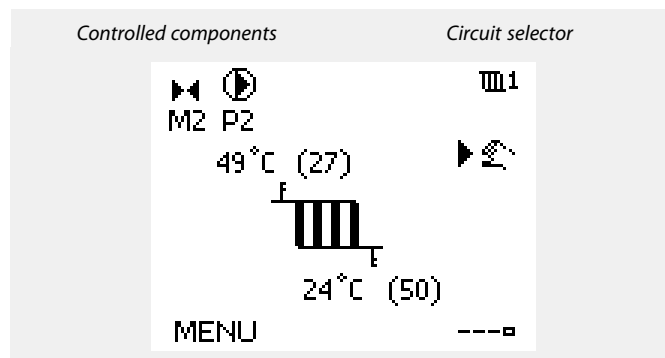 Controlled components Circuit selector
1
M2 P2
49°C (27)
24°C (50)
MENU ---